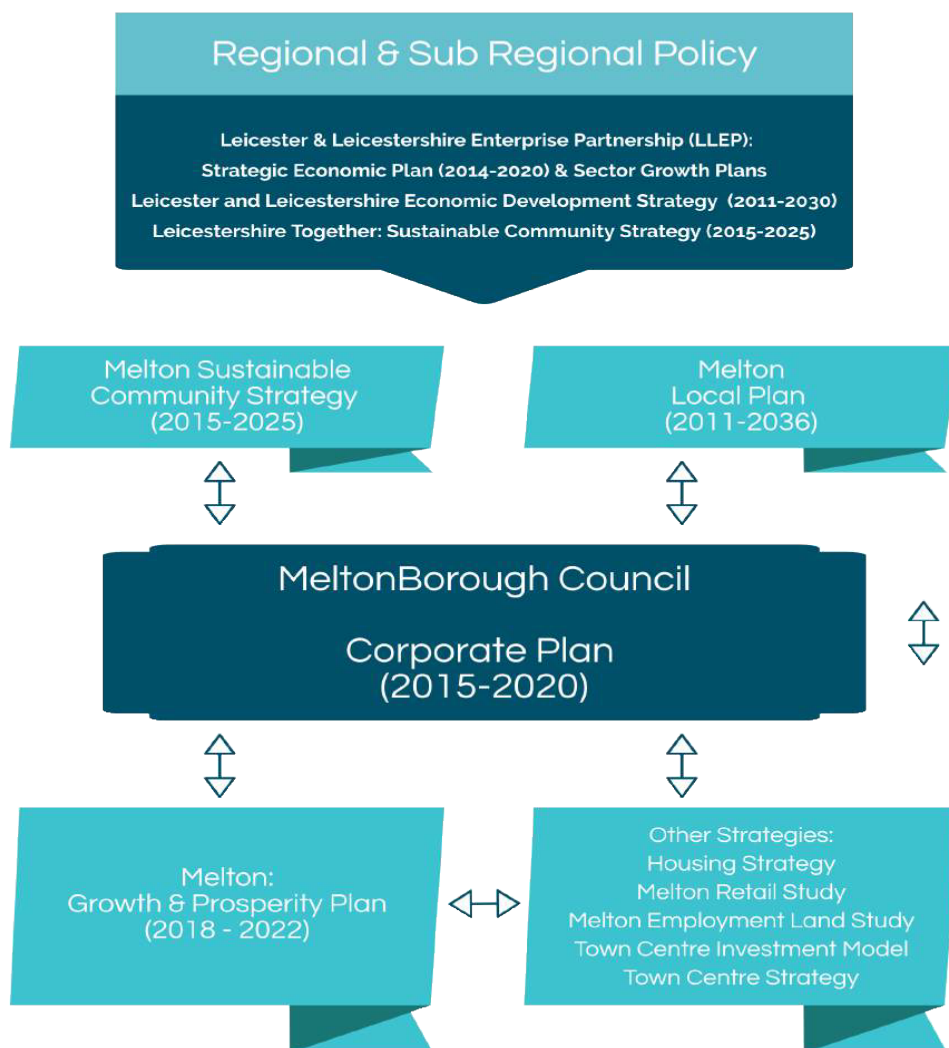 Regional & Sub Regional Policy
Leicester & Leicestershire Enterprise Partnership (LLEP):
Strategic Economic Plan (2014-2020) & Sector Growth Plans
Leicester and Leicestershire Economic Development Strategy (2011-2030)
Leicestershire Together: Sustainable Community Strategy (2015-2025)
Melton Sustainable
Community Strategy
(2015-2025)
Melton
Local Plan
(2011-2036)
MeltonBorough Council
Corporate Plan
(2015-2020)
Melton:
Growth & Prosperity Plan
(2018 - 2022)
Other Strategies:
Housing Strategy
Melton Retail Study
Melton Employment Land Study
Town Centre Investment Model
Town Centre Strategy